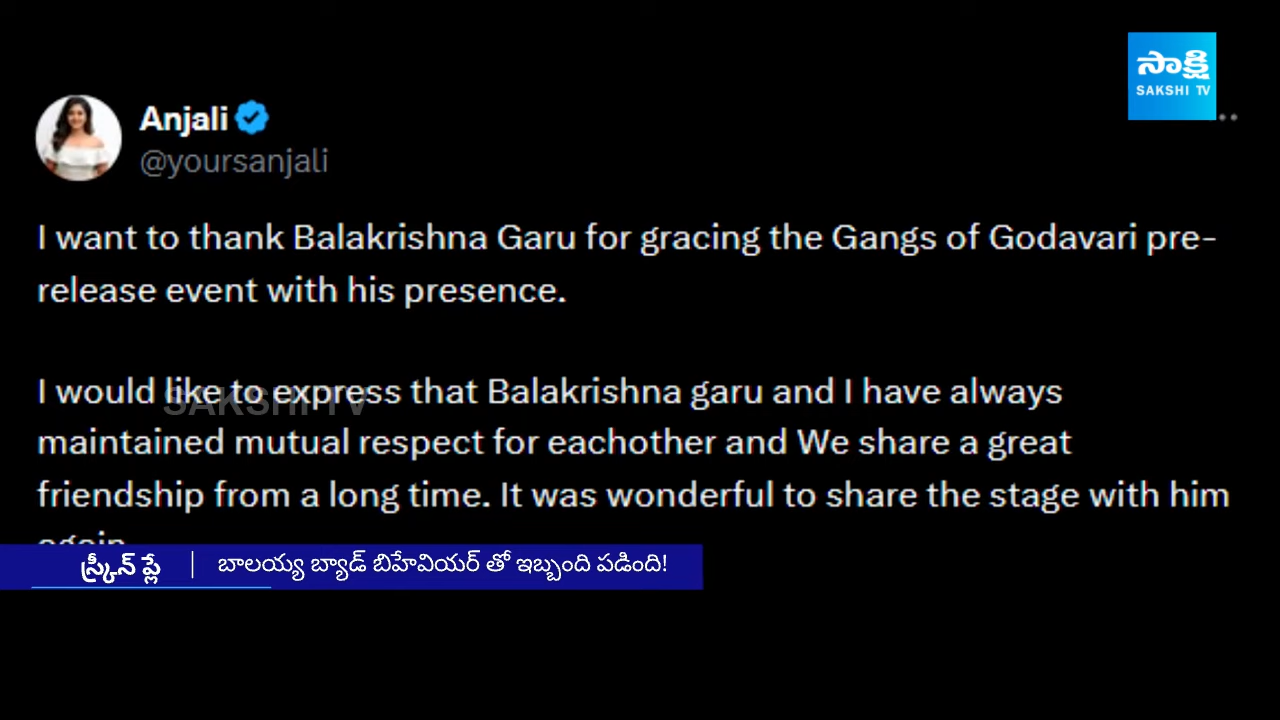 సాక్షి
SAKSHI TV
Anjali
@yoursanjali
I want to thank Balakrishna Garu for gracing the Gangs of Godavari pre-
release event with his presence.
I would like to express that Balakrishna garu and I have always
maintained mutual respect for eachother and We share a great
friendship from a long time. It was wonderful to share the stage with him
again.
SAKSHI TV
స్క్రీన్ ప్లే | బాలయ్య బ్యాడ్ బిహేవియర్ తో ఇబ్బంది పడింది!